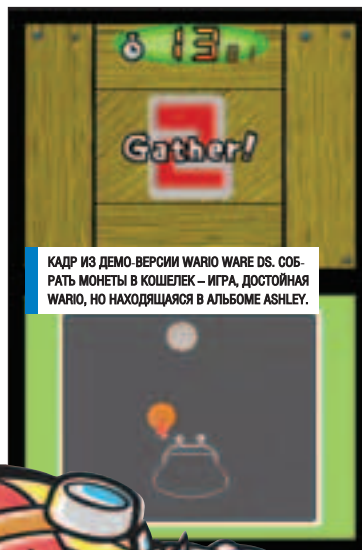 13
2
Gather!
КАДР ИЗ ДЕМО-ВЕРСИИ WARIO WARE DS. СОБ-
РАТЬ МОНЕТЫ В КОШЕЛЕК – ИГРА, ДОСТОЙНАЯ
WARIO, НО НАХОДЯЩАЯСЯ В АЛЬБОМЕ ASHLEY.